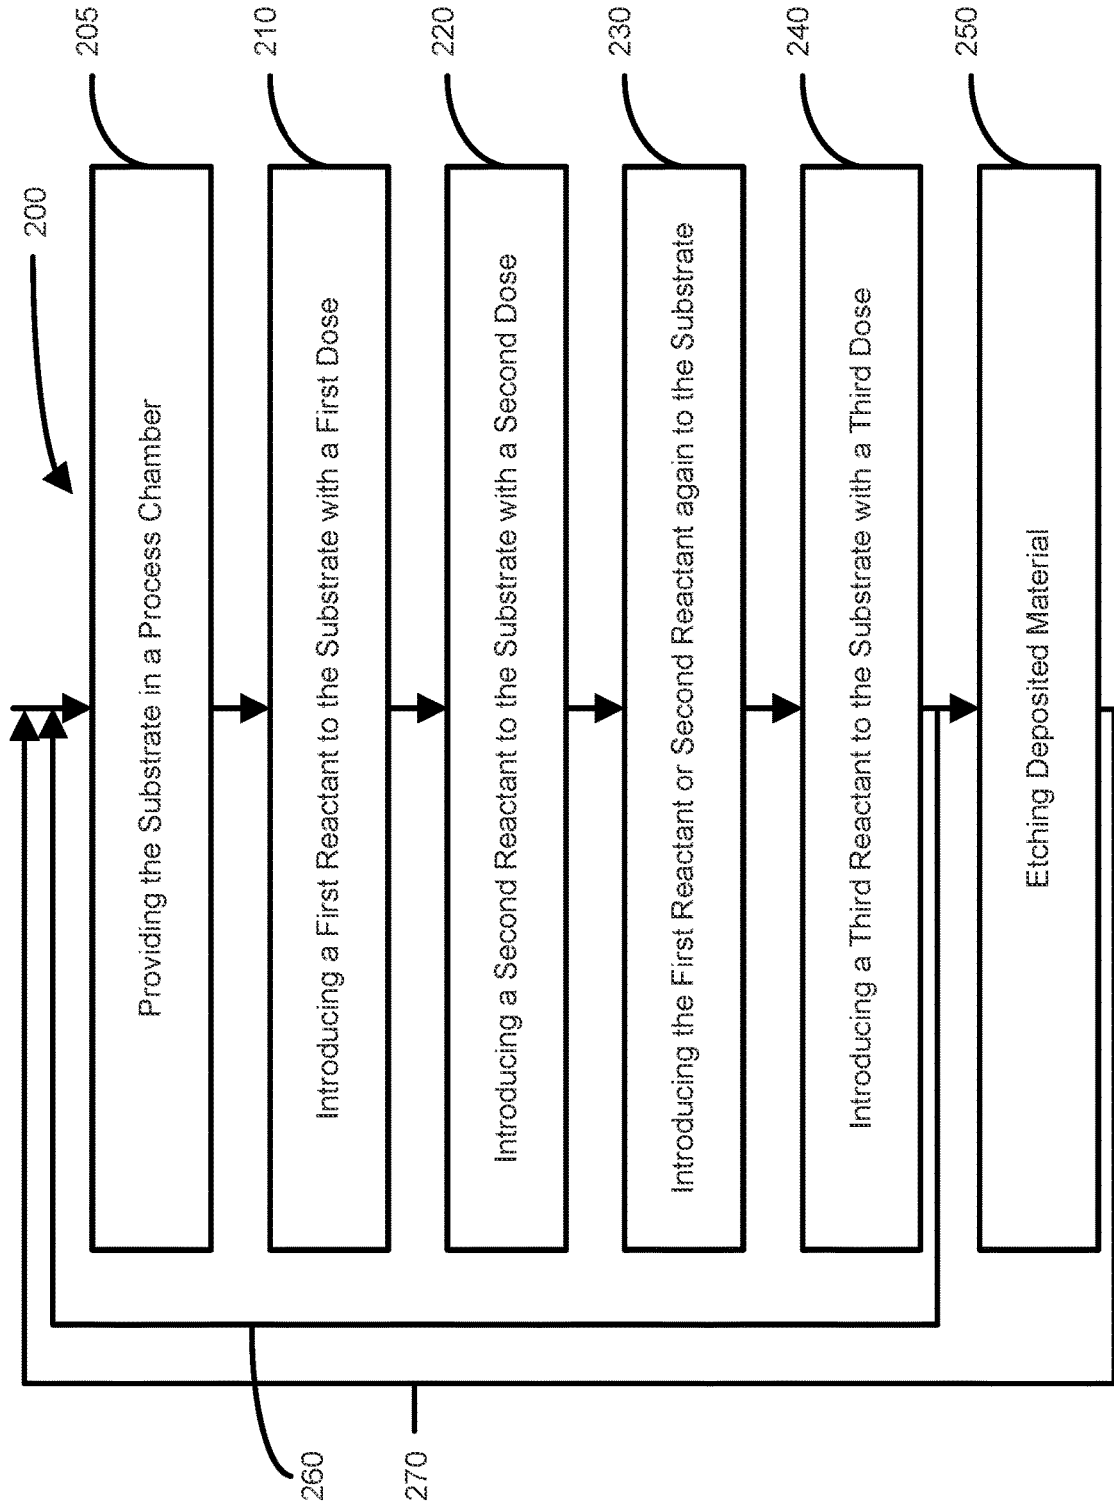 200
Providing the Substrate in a Process Chamber
205
Introducing a First Reactant to the Substrate with a First Dose
210
Introducing a Second Reactant to the Substrate with a Second Dose
220
Introducing the First Reactant or Second Reactant again to the Substrate
230
Introducing a Third Reactant to the Substrate with a Third Dose
240
Etching Deposited Material
250
260
270